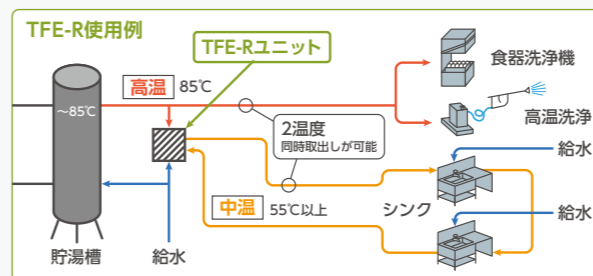 TFE-R使用例
TFE-Rユニット
高温 85℃
～85℃
食器洗浄機
高温洗浄
2温度
同時取出しが可能
給水
中温 55℃以上
シンク
給水
貯湯槽
給水